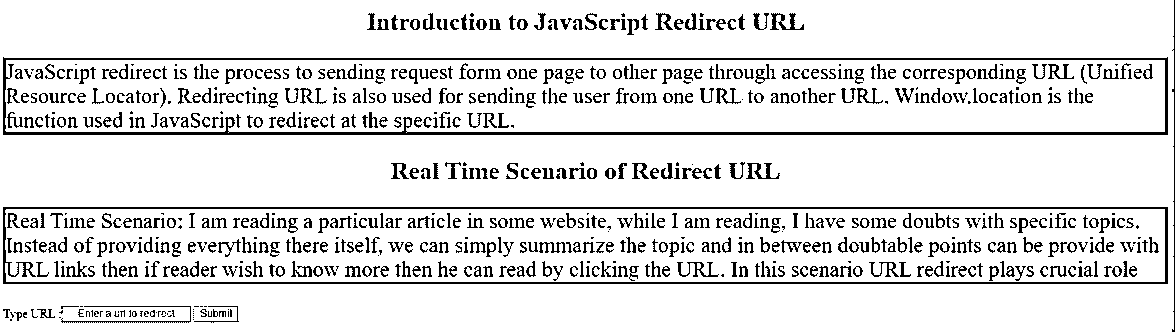 Introduction to JavaScript Redirect URL
JavaScript redirect is the process to sending request form one page to other page through accessing the corresponding URL (Unified
Resource Locator). Redirecting URL is also used for sending the user from one URL to another URL. Window.location is the
function used in JavaScript to redirect at the specific URL.
Real Time Scenario of Redirect URL
Real Time Scenario: I am reading a particular article in some website, while I am reading, I have some doubts with specific topics.
Instead of providing everything there itself, we can simply summarize the topic and in between doubtable points can be provide with
URL links then if reader wish to know more then he can read by clicking the URL. In this scenario URL redirect plays crucial role
Type URL : Enter a url to redirect Submit